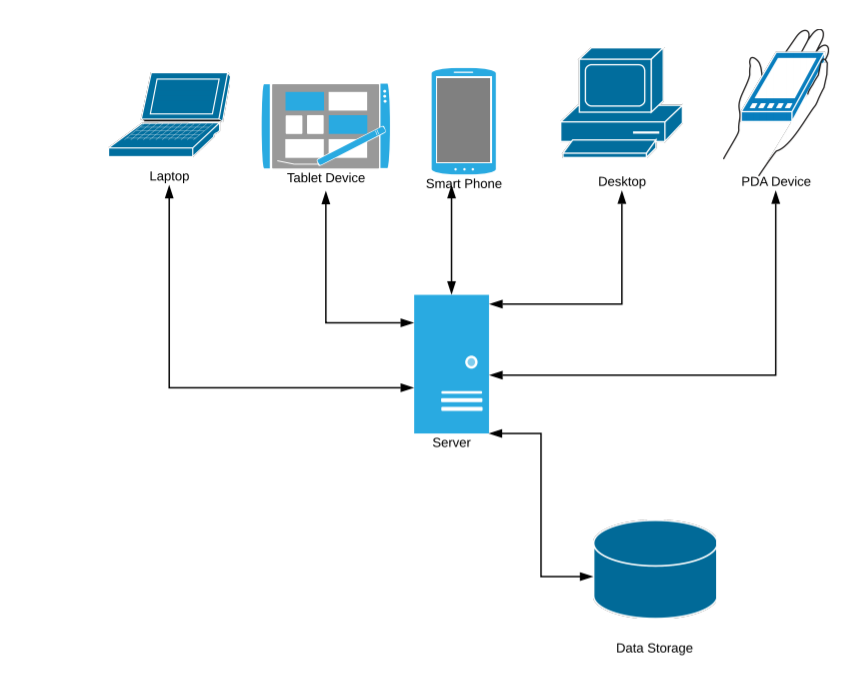 Laptop
Tablet Device
Smart Phone
Desktop
PDA Device
Server
Data Storage